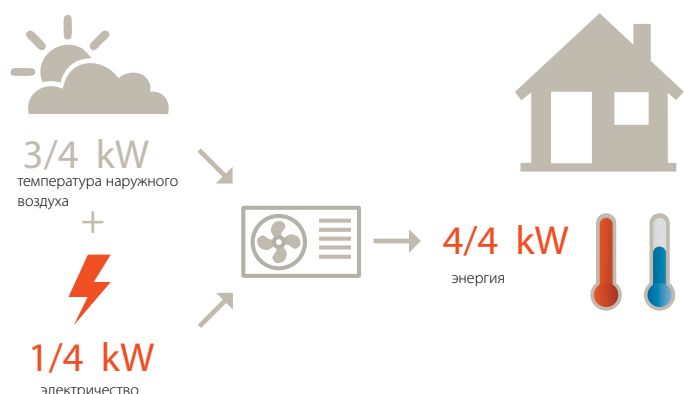 3/4 kW
температура наружного
воздуха
+
1/4 kW
электричество
4/4 kW
энергия